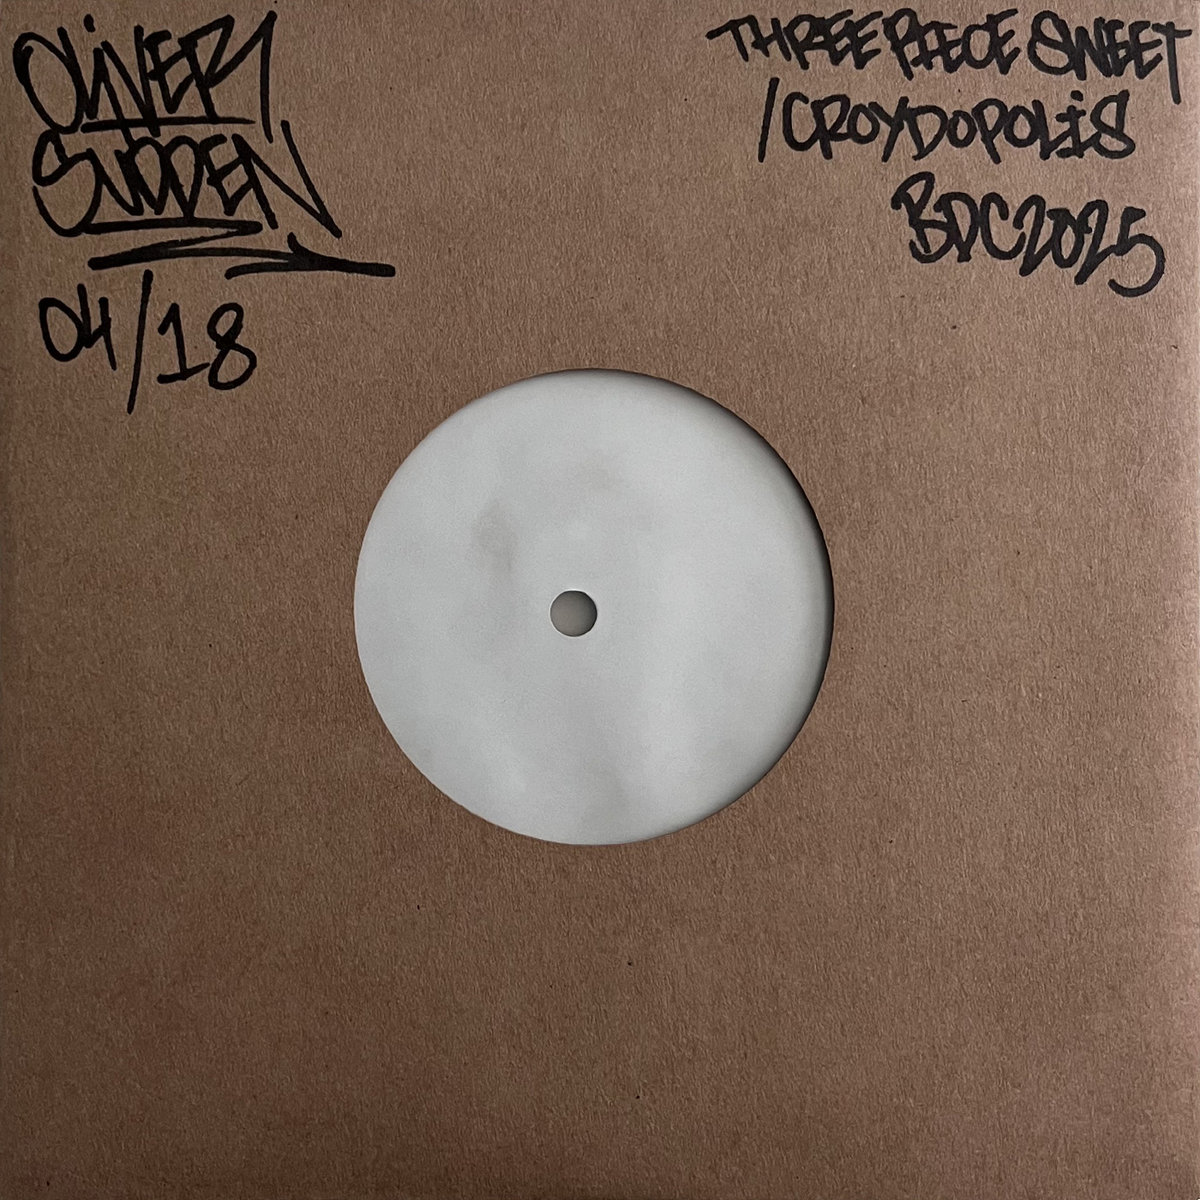 OLiVER
SUDDEN
04/18
THREE PIECE SWEET
/CROYDOPOLiS
BDC2025